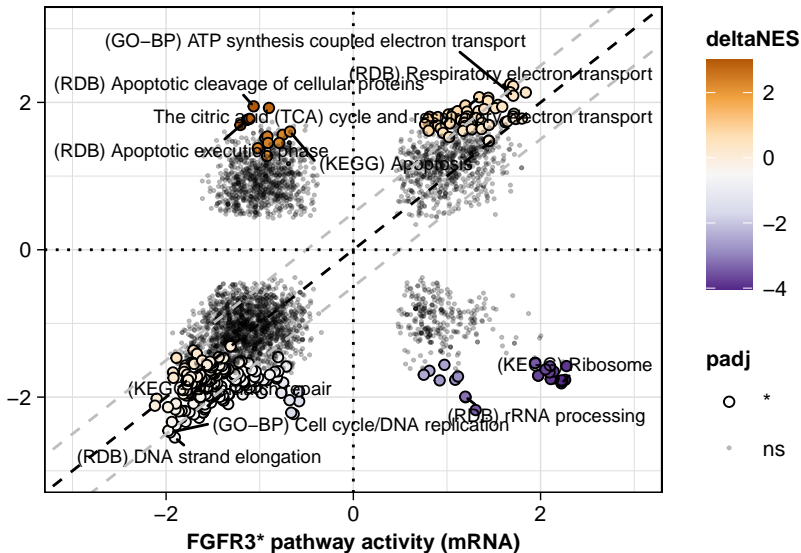 (GO−BP) ATP synthesis coupled electron transport
(RDB) Respiratory electron transport
(RDB) Apoptotic cleavage of cellular proteins
The citric acid (TCA) cycle and respiratory electron transport
(RDB) Apoptotic execution phase
(KEGG) Apoptosis
(KEGG) Ribosome
(KEGG) Mismatch repair
(RDB) rRNA processing
(GO−BP) Cell cycle/DNA replication
(RDB) DNA strand elongation
2
0
−2
−2
0
2
FGFR3* pathway activity (mRNA)
deltaNES
2
0
−2
−4
padj
*
ns